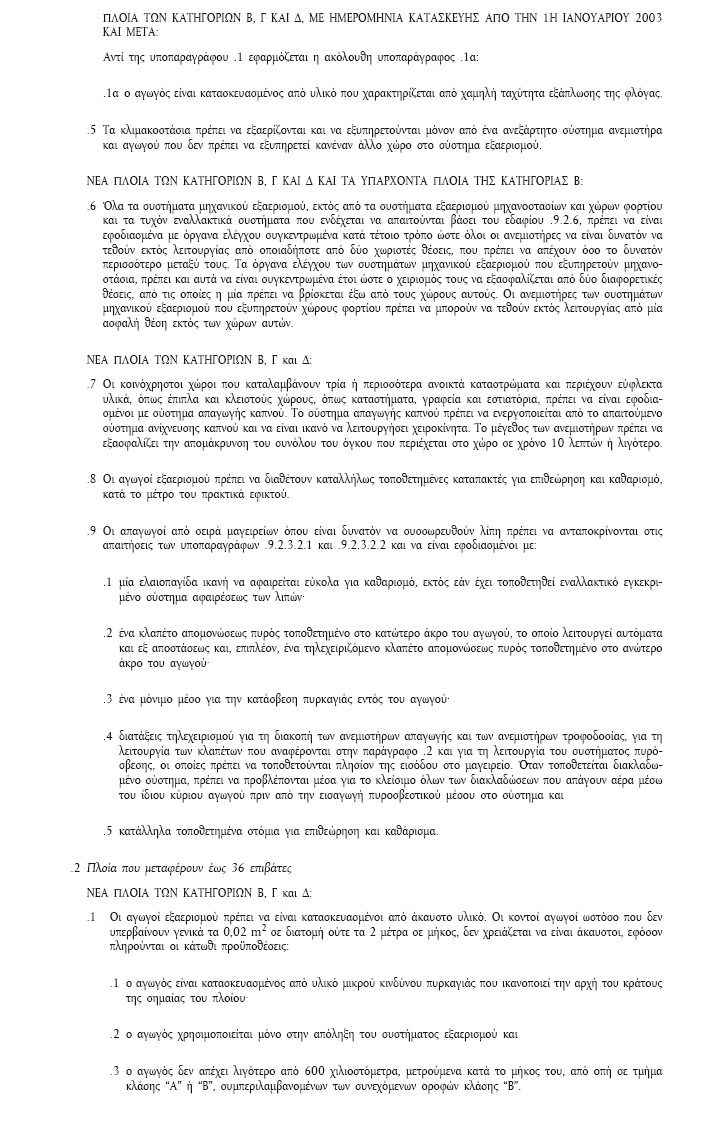 ΠΛΟΙΑ ΤΩΝ ΚΑΤΗΓΟΡΙΩΝ Β, Γ ΚΑΙ Δ, ΜΕ ΗΜΕΡΟΜΗΝΙΑ ΚΑΤΑΣΚΕΥΗΣ ΑΠΟ ΤΗΝ 1Η ΙΑΝΟΥΑΡΙΟΥ 2003
ΚΑΙ ΜΕΤΑ:
Αντί της υποπαραγράφου .1 εφαρμόζεται η ακόλουθη υποπαράγραφος .1α:
.1α ο αγωγός είναι κατασκευασμένος από υλικό που χαρακτηρίζεται από χαμηλή ταχύτητα εξάπλωσης της φλόγας.
.5 Τα κλιμακοστάσια πρέπει να εξαερίζονται και να εξυπηρετούνται μόνον από ένα ανεξάρτητο σύστημα ανεμιστήρα
και αγωγού που δεν πρέπει να εξυπηρετεί κανέναν άλλο χώρο στο σύστημα εξαερισμού.
ΝΕΑ ΠΛΟΙΑ ΤΩΝ ΚΑΤΗΓΟΡΙΩΝ Β, Γ ΚΑΙ Δ ΚΑΙ ΤΑ ΥΠΑΡΧΟΝΤΑ ΠΛΟΙΑ ΤΗΣ ΚΑΤΗΓΟΡΙΑΣ Β:
.6 Όλα τα συστήματα μηχανικού εξαερισμού, εκτός από τα συστήματα εξαερισμού μηχανοστασίων και χώρων φορτίου
και τα τυχόν εναλλακτικά συστήματα που ενδέχεται να απαιτούνται βάσει του εδαφίου .9.2.6, πρέπει να είναι
εφοδιασμένα με όργανα ελέγχου συγκεντρωμένα κατά τέτοιο τρόπο ώστε όλοι οι ανεμιστήρες να είναι δυνατόν να
τεθούν εκτός λειτουργίας από οποιαδήποτε από δύο χωριστές θέσεις, που πρέπει να απέχουν όσο το δυνατόν
περισσότερο μεταξύ τους. Τα όργανα ελέγχου των συστημάτων μηχανικού εξαερισμού που εξυπηρετούν μηχανο-
στάσια, πρέπει και αυτά να είναι συγκεντρωμένα έτσι ώστε ο χειρισμός τους να εξασφαλίζεται από δύο διαφορετικές
θέσεις, από τις οποίες η μία πρέπει να βρίσκεται έξω από τους χώρους αυτούς. Οι ανεμιστήρες των συστημάτων
μηχανικού εξαερισμού που εξυπηρετούν χώρους φορτίου πρέπει να μπορούν να τεθούν εκτός λειτουργίας από μία
ασφαλή θέση εκτός των χώρων αυτών.
ΝΕΑ ΠΛΟΙΑ ΤΩΝ ΚΑΤΗΓΟΡΙΩΝ Β, Γ και Δ:
.7 Οι κοινόχρηστοι χώροι που καταλαμβάνουν τρία ή περισσότερα ανοικτά καταστρώματα και περιέχουν εύφλεκτα
υλικά, όπως έπιπλα και κλειστούς χώρους, όπως καταστήματα, γραφεία και εστιατόρια, πρέπει να είναι εφοδια-
σμένοι με σύστημα απαγωγής καπνού. Το σύστημα απαγωγής καπνού πρέπει να ενεργοποιείται από το απαιτούμενο
σύστημα ανίχνευσης καπνού και να είναι ικανό να λειτουργήσει χειροκίνητα. Το μέγεθος των ανεμιστήρων πρέπει να
εξασφαλίζει την απομάκρυνση του συνόλου του όγκου που περιέχεται στο χώρο σε χρόνο 10 λεπτών ή λιγότερο.
.8 Οι αγωγοί εξαερισμού πρέπει να διαθέτουν καταλλήλως τοποθετημένες καταπακτές για επιθεώρηση και καθαρισμό,
κατά το μέτρο του πρακτικά εφικτού.
.9 Οι απαγωγοί από σειρά μαγειρείων όπου είναι δυνατόν να συσσωρευθούν λίπη πρέπει να ανταποκρίνονται στις
απαιτήσεις των υποπαραγράφων .9.2.3.2.1 και .9.2.3.2.2 και να είναι εφοδιασμένοι με:
.1 μία ελαιοπαγίδα ικανή να αφαιρείται εύκολα για καθαρισμό, εκτός εάν έχει τοποθετηθεί εναλλακτικό εγκεκρι-
μένο σύστημα αφαιρέσεως των λιπών·
.2 ένα κλαπέτο απομονώσεως πυρός τοποθετημένο στο κατώτερο άκρο του αγωγού, το οποίο λειτουργεί αυτόματα
και εξ αποστάσεως και, επιπλέον, ένα τηλεχειριζόμενο κλαπέτο απομονώσεως πυρός τοποθετημένο στο ανώτερο
άκρο του αγωγού·
.3 ένα μόνιμο μέσο για την κατάσβεση πυρκαγιάς εντός του αγωγού·
.4 διατάξεις τηλεχειρισμού για τη διακοπή των ανεμιστήρων απαγωγής και των ανεμιστήρων τροφοδοσίας, για τη
λειτουργία των κλαπέτων που αναφέρονται στην παράγραφο .2 και για τη λειτουργία του συστήματος πυρό-
σβεσης, οι οποίες πρέπει να τοποθετούνται πλησίον της εισόδου στο μαγειρείο. Όταν τοποθετείται διακλαδω-
μένο σύστημα, πρέπει να προβλέπονται μέσα για το κλείσιμο όλων των διακλαδώσεων που απάγουν αέρα μέσω
του ίδιου κύριου αγωγού πριν από την εισαγωγή πυροσβεστικού μέσου στο σύστημα και
.5 κατάλληλα τοποθετημένα στόμια για επιθεώρηση και καθάρισμα.
.2 Πλοία που μεταφέρουν έως 36 επιβάτες
ΝΕΑ ΠΛΟΙΑ ΤΩΝ ΚΑΤΗΓΟΡΙΩΝ Β, Γ και Δ:
.1 Οι αγωγοί εξαερισμού πρέπει να είναι κατασκευασμένοι από άκαυστο υλικό. Οι κοντοί αγωγοί ωστόσο που δεν
υπερβαίνουν γενικά τα 0,02 m² σε διατομή ούτε τα 2 μέτρα σε μήκος, δεν χρειάζεται να είναι άκαυστοι, εφόσον
πληρούνται οι κάτωθι προϋποθέσεις:
.1 ο αγωγός είναι κατασκευασμένος από υλικό μικρού κινδύνου πυρκαγιάς που ικανοποιεί την αρχή του κράτους
της σημαίας του πλοίου·
.2 ο αγωγός χρησιμοποιείται μόνο στην απόληξη του συστήματος εξαερισμού και
.3 ο αγωγός δεν απέχει λιγότερο από 600 χιλιοστόμετρα, μετρούμενα κατά το μήκος του, από οπή σε τμήμα
κλάσης “Α” ή “Β”, συμπεριλαμβανομένων των συνεχόμενων οροφών κλάσης “Β”.